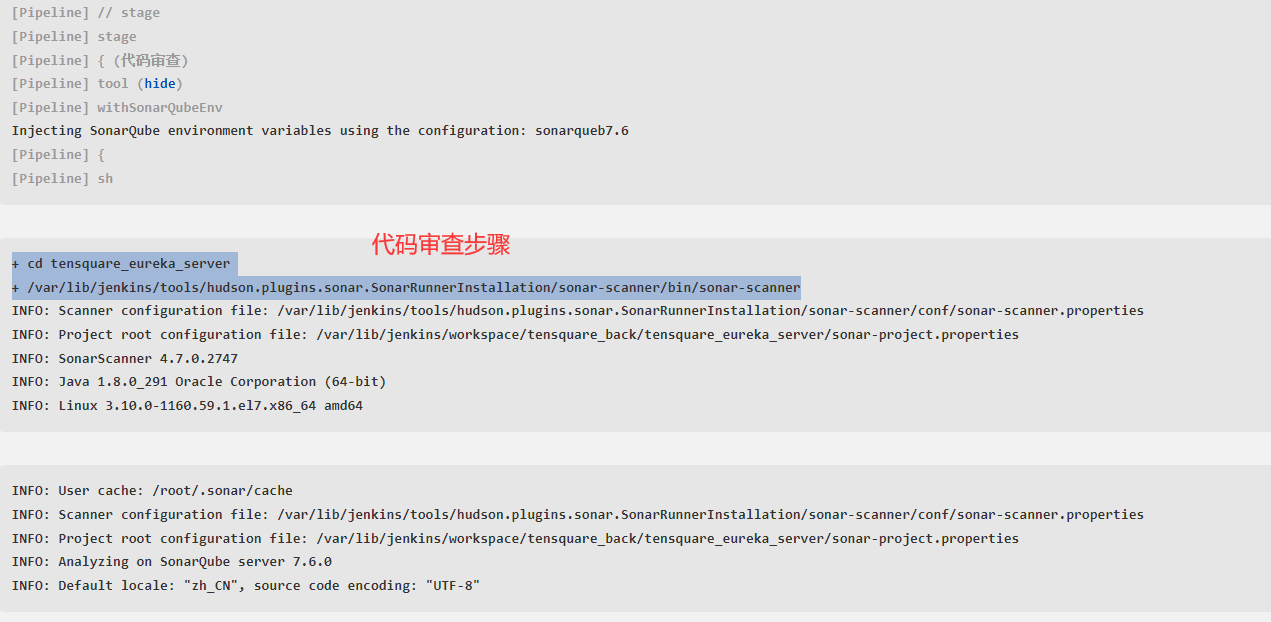 [Pipeline] // stage
[Pipeline] stage
[Pipeline] { (代码审查)
[Pipeline] tool (hide)
[Pipeline] withSonarQubeEnv
Injecting SonarQube environment variables using the configuration: sonarqueb7.6
[Pipeline] {
[Pipeline] sh
代码审查步骤
+ cd tensquare_eureka_server
+ /var/lib/jenkins/tools/hudson.plugins.sonar.SonarRunnerInstallation/sonar-scanner/bin/sonar-scanner
INFO: Scanner configuration file: /var/lib/jenkins/tools/hudson.plugins.sonar.SonarRunnerInstallation/sonar-scanner/conf/sonar-scanner.properties
INFO: Project root configuration file: /var/lib/jenkins/workspace/tensquare_back/tensquare_eureka_server/sonar-project.properties
INFO: SonarScanner 4.7.0.2747
INFO: Java 1.8.0_291 Oracle Corporation (64-bit)
INFO: Linux 3.10.0-1160.59.1.el7.x86_64 amd64
INFO: User cache: /root/.sonar/cache
INFO: Scanner configuration file: /var/lib/jenkins/tools/hudson.plugins.sonar.SonarRunnerInstallation/sonar-scanner/conf/sonar-scanner.properties
INFO: Project root configuration file: /var/lib/jenkins/workspace/tensquare_back/tensquare_eureka_server/sonar-project.properties
INFO: Analyzing on SonarQube server 7.6.0
INFO: Default locale: "zh_CN", source code encoding: "UTF-8"